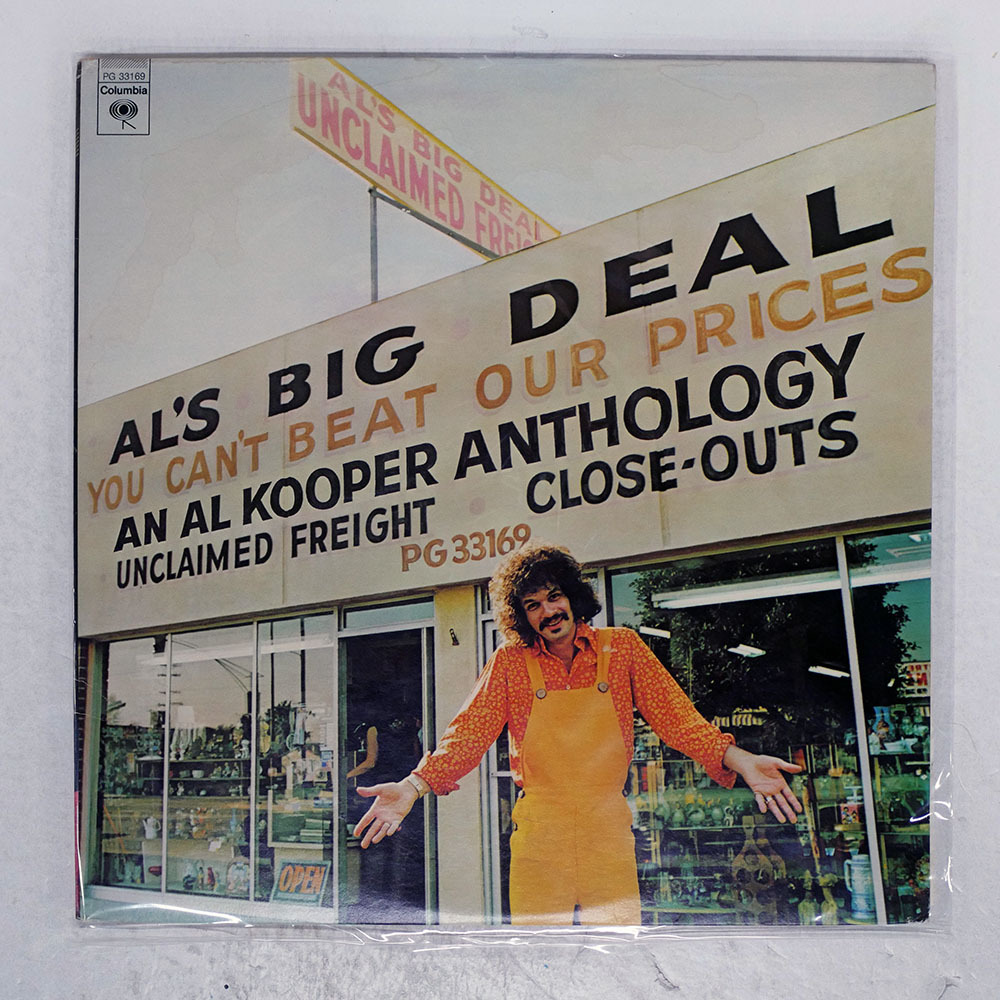 PG 33169
Columbia
AL'S BIG DEAL
UNCLAIMED FREIG
AL'S BIG DEAL
YOU CAN'T BEAT OUR PRICES
AN AL KOOPER ANTHOLOGY
UNCLAIMED FREIGHT CLOSE-OUTS
PG 33169
OPEN